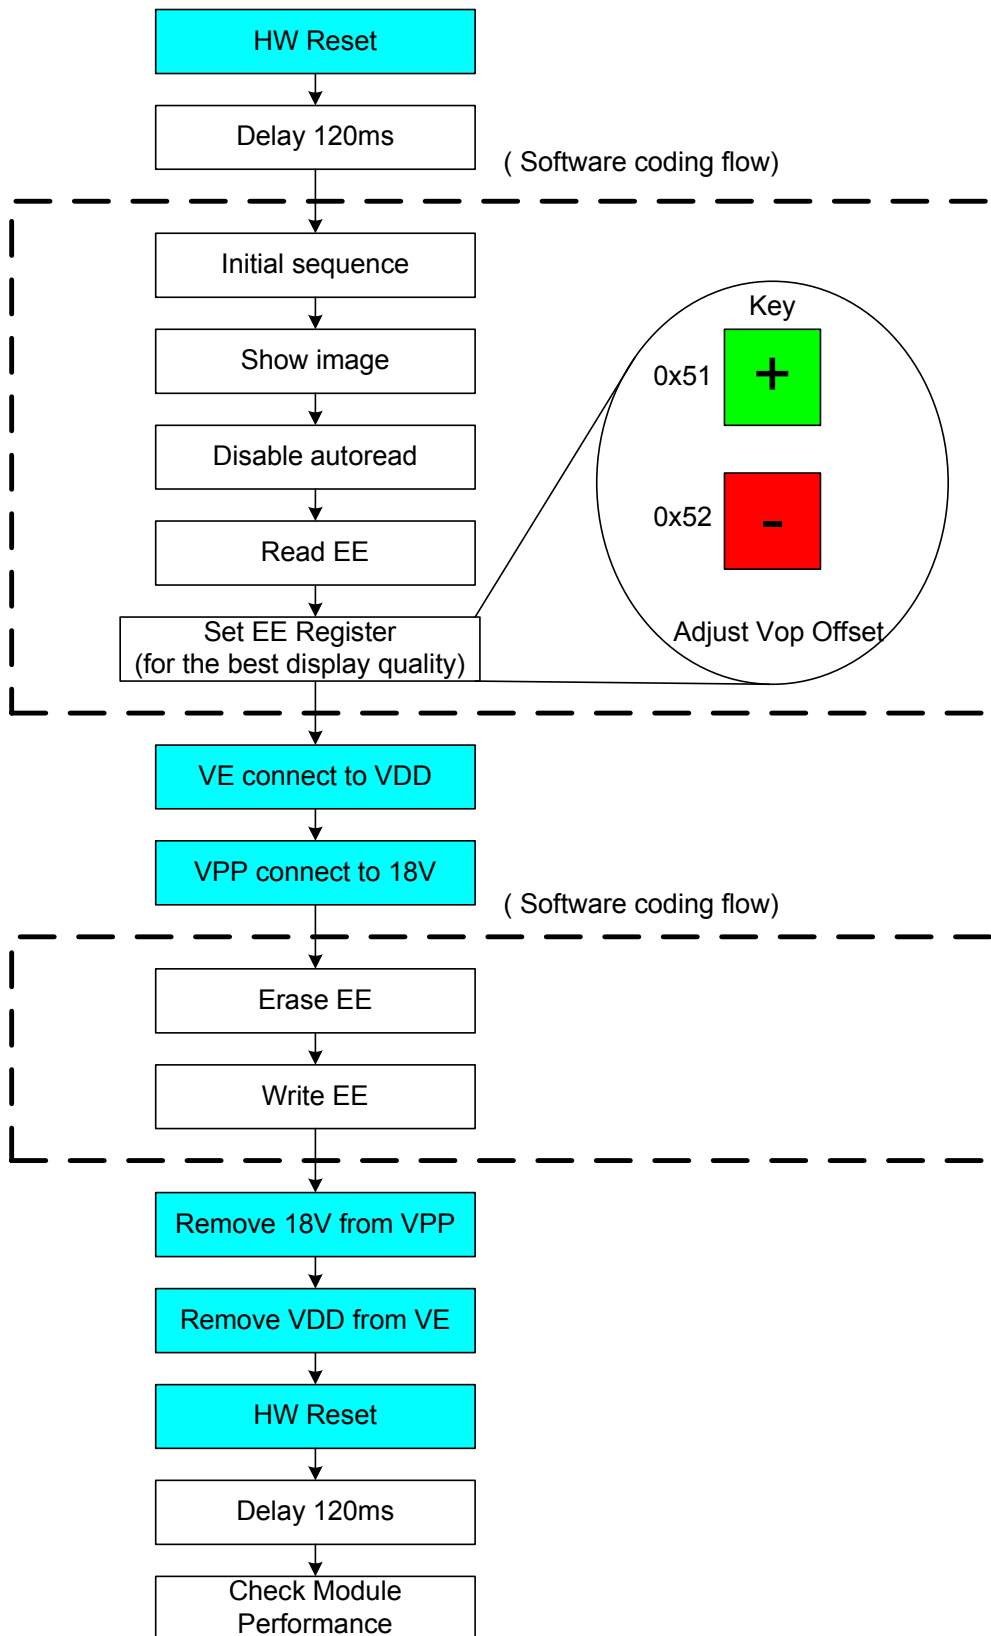 HW Reset
Delay 120ms
( Software coding flow)
Initial sequence
Show image
Disable autoread
Read EE
Set EE Register
(for the best display quality)
Key
0x51
+
0x52
-
Adjust Vop Offset
VE connect to VDD
VPP connect to 18V
( Software coding flow)
Erase EE
Write EE
Remove 18V from VPP
Remove VDD from VE
HW Reset
Delay 120ms
Check Module
Performance